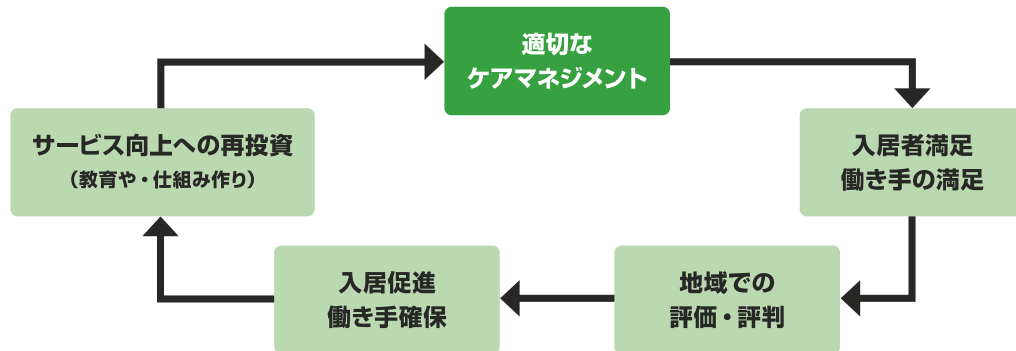 適切な
ケアマネジメント
サービス向上への再投資
（教育や・仕組み作り）
入居者満足
働き手の満足
入居促進
働き手確保
地域での
評価・評判